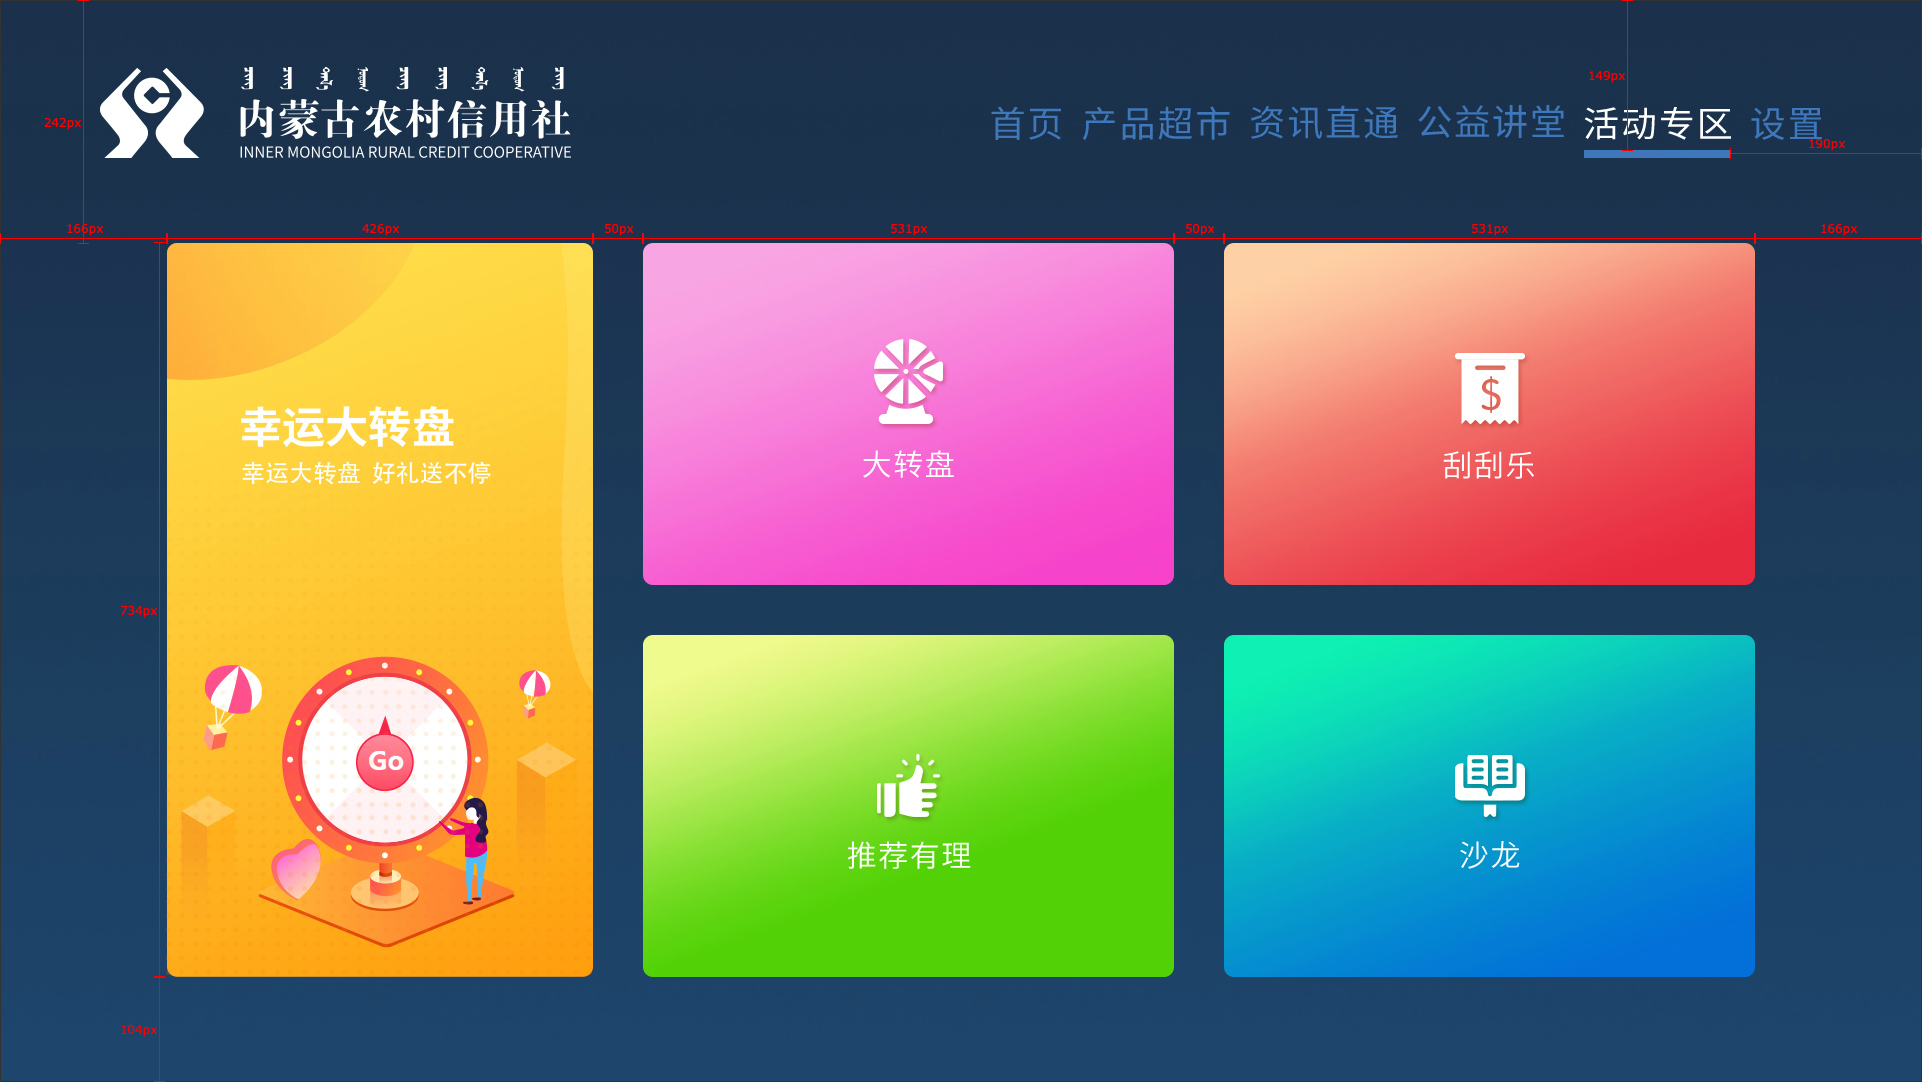 内蒙古农村信用社
INNER MONGOLIA RURAL CREDIT COOPERATIVE
首页 产品超市 资讯直通 公益讲堂 活动专区 设置
149px
242px
190px
166px 426px 50px 531px 50px 531px 166px
幸运大转盘
幸运大转盘 好礼送不停
大转盘
刮刮乐
734px
Go
推荐有理
沙龙
104px